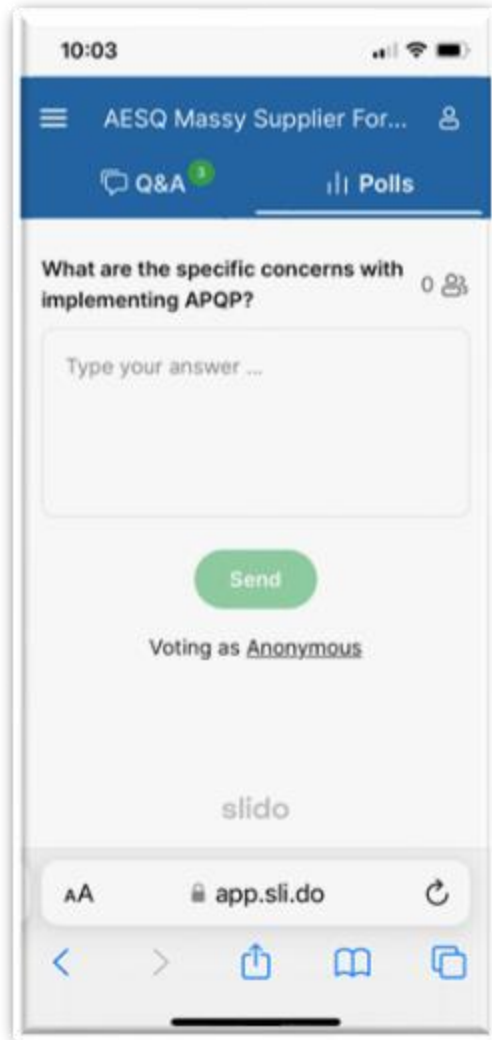 10:03
AESQ Massy Supplier For...
Q&A 3
Polls
What are the specific concerns with
implementing APQP?
0
Type your answer ...
Send
Voting as Anonymous
slido
AA
app.sli.do